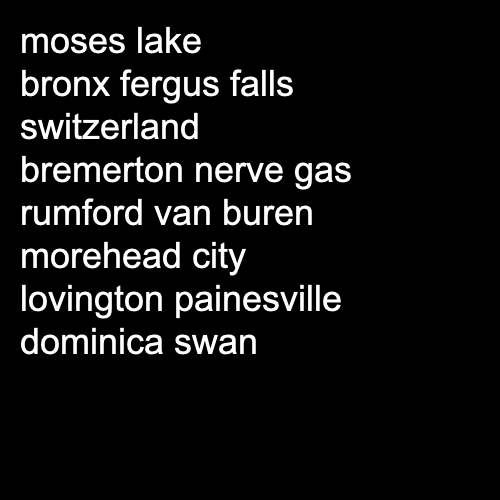 moses lake
bronx fergus falls
switzerland
bremerton nerve gas
rumford van buren
morehead city
lovington painesville
dominica swan